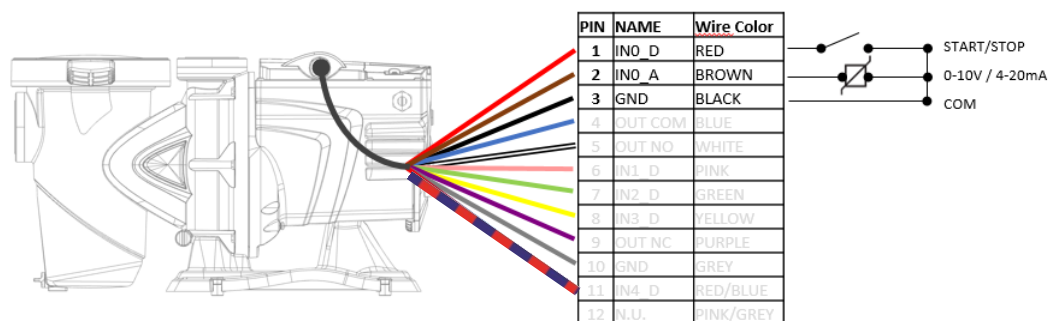 PIN NAME Wire Color
1 IN0_D RED
2 IN0_A BROWN
3 GND BLACK
4 OUT COM BLUE
5 OUT NO WHITE
6 IN1_D PINK
7 IN2_D GREEN
8 IN3_D YELLOW
9 OUT NC PURPLE
10 GND GREY
11 IN4_D RED/BLUE
12 N.U. PINK/GREY
START/STOP
0-10V / 4-20mA
COM